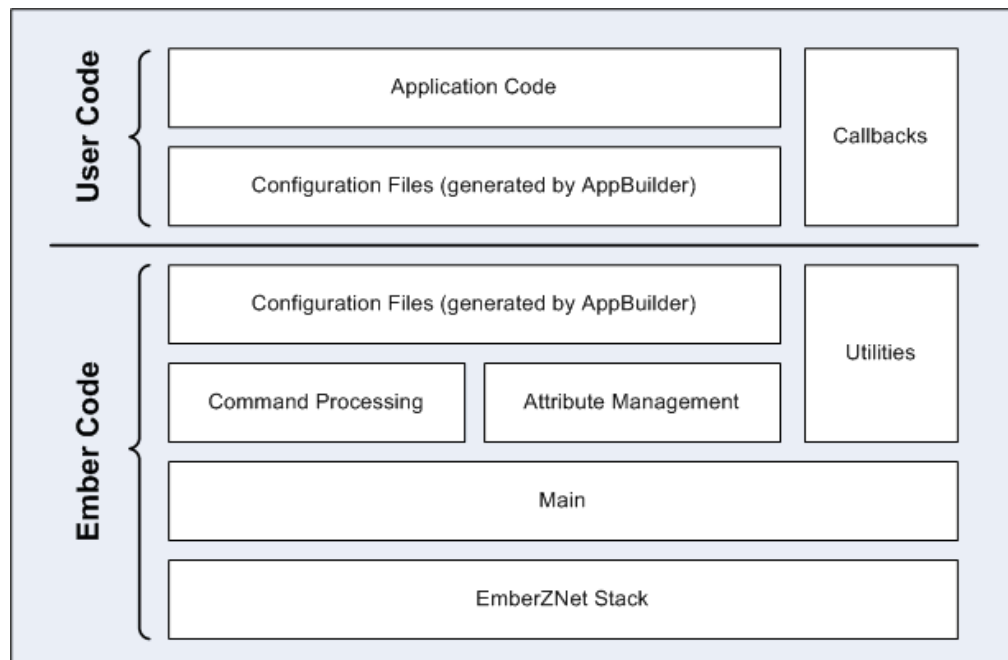 User Code
Application Code
Callbacks
Configuration Files (generated by AppBuilder)
Ember Code
Configuration Files (generated by AppBuilder)
Utilities
Command Processing
Attribute Management
Main
EmberZNet Stack